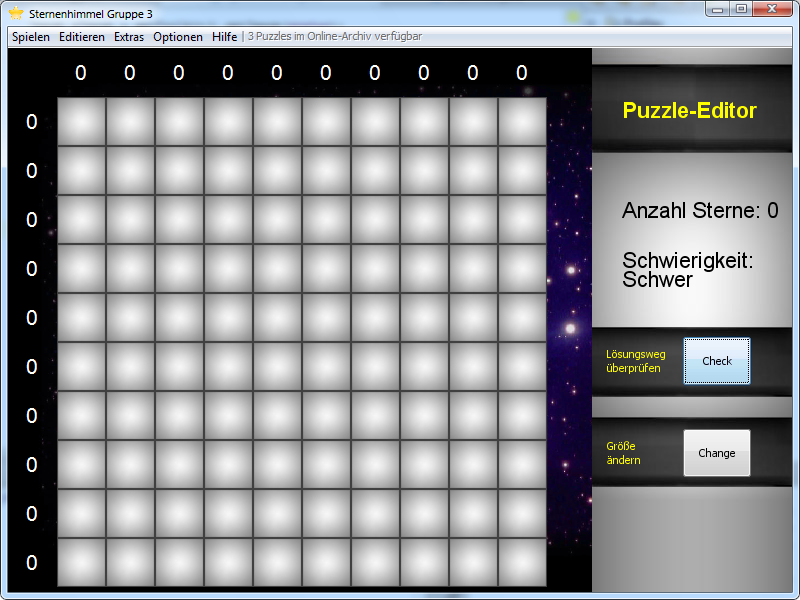 Sternenhimmel Gruppe 3
Spielen Editieren Extras Optionen Hilfe | 3 Puzzles im Online-Archiv verfügbar
0 0 0 0 0 0 0 0 0 0
0
0
0
0
0
0
0
0
0
0
Puzzle-Editor
Anzahl Sterne: 0
Schwierigkeit:
Schwer
Lösungsweg
überprüfen
Check
Größe
ändern
Change